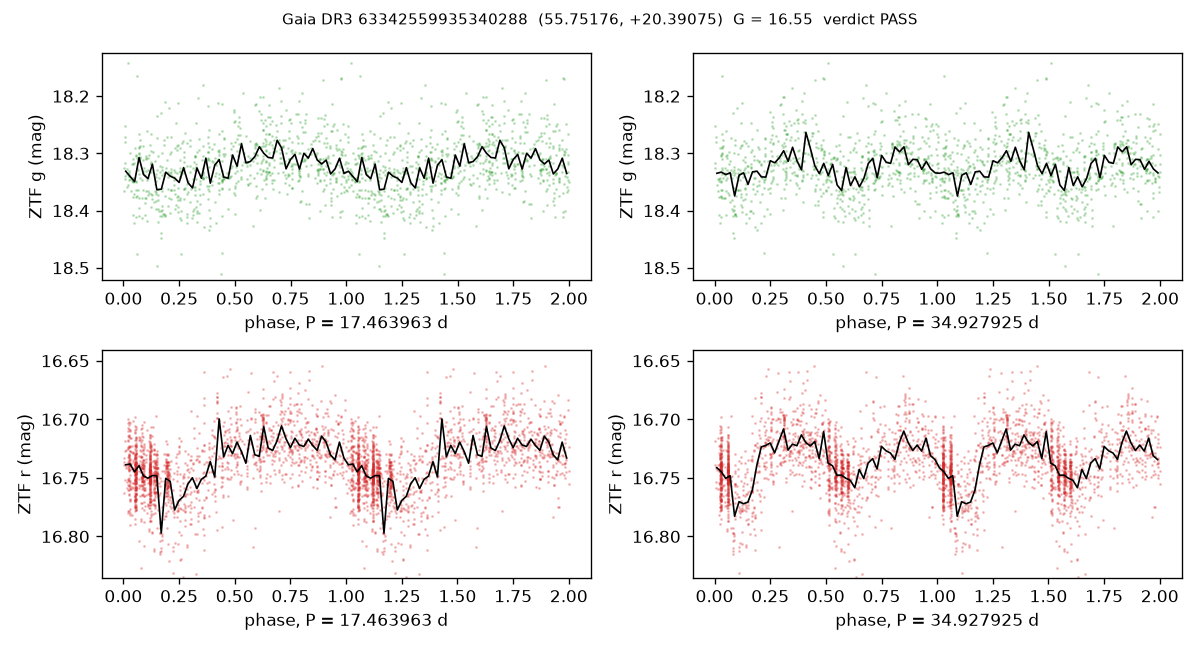 Gaia DR3 63342559935340288 (55.75176, +20.39075) G = 16.55 verdict PASS
ZTF g (mag)
18.2
18.3
18.4
18.5
0.00 0.25 0.50 0.75 1.00 1.25 1.50 1.75 2.00
phase, P = 17.463963 d
ZTF g (mag)
18.2
18.3
18.4
18.5
0.00 0.25 0.50 0.75 1.00 1.25 1.50 1.75 2.00
phase, P = 34.927925 d
ZTF r (mag)
16.65
16.70
16.75
16.80
0.00 0.25 0.50 0.75 1.00 1.25 1.50 1.75 2.00
phase, P = 17.463963 d
ZTF r (mag)
16.65
16.70
16.75
16.80
0.00 0.25 0.50 0.75 1.00 1.25 1.50 1.75 2.00
phase, P = 34.927925 d